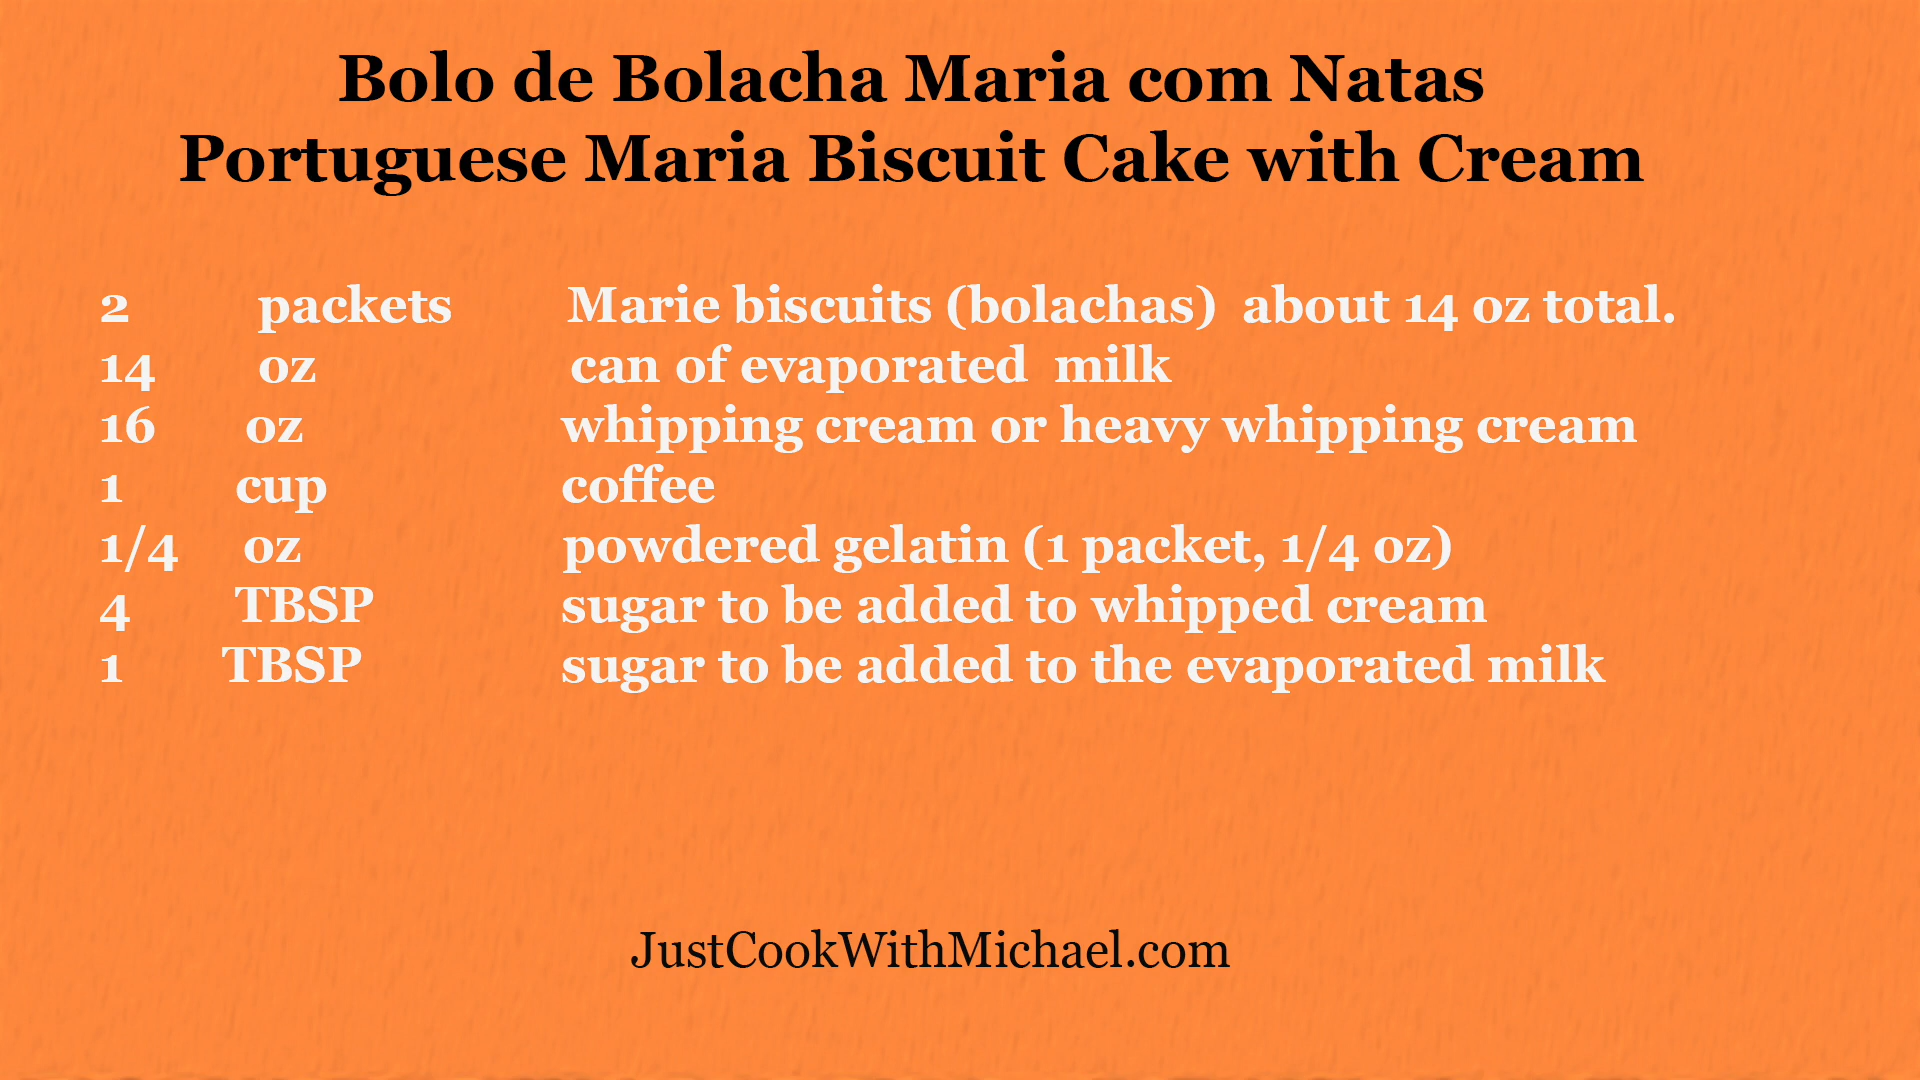 Bolo de Bolacha Maria com Natas
Portuguese Maria Biscuit Cake with Cream
2 packets Marie biscuits (bolachas) about 14 oz total.
14 oz can of evaporated milk
16 oz whipping cream or heavy whipping cream
1 cup coffee
1/4 oz powdered gelatin (1 packet, 1/4 oz)
4 TBSP sugar to be added to whipped cream
1 TBSP sugar to be added to the evaporated milk
JustCookWithMichael.com